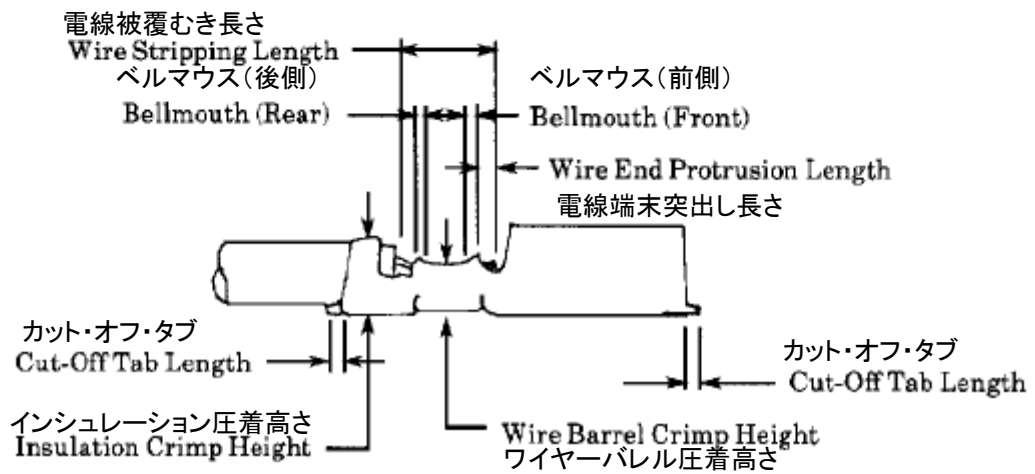 電線被覆むき長さ
Wire Stripping Length
ベルマウス(後側)
Bellmouth (Rear)
ベルマウス(前側)
Bellmouth (Front)
Wire End Protrusion Length
電線端末突出し長さ
カット・オフ・タブ
Cut-Off Tab Length
カット・オフ・タブ
Cut-Off Tab Length
インシュレーション圧着高さ
Insulation Crimp Height
Wire Barrel Crimp Height
ワイヤーバレル圧着高さ